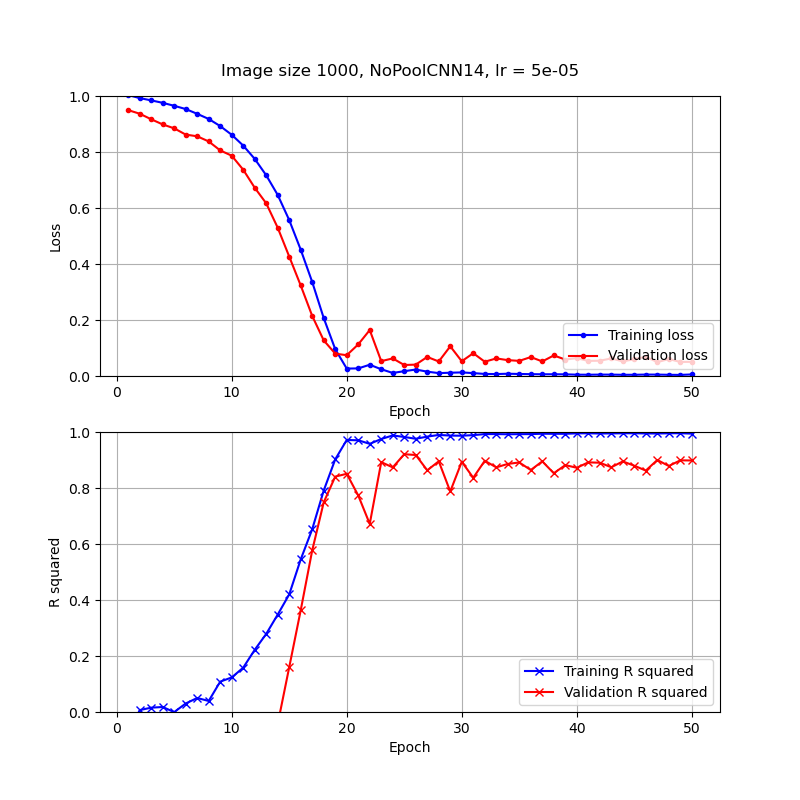 Image size 1000, NoPoolCNN14, lr = 5e-05
1.0
0.8
0.6
0.4
0.2
0.0
Loss
Training loss
Validation loss
0 10 20 30 40 50
Epoch
1.0
0.8
0.6
0.4
0.2
0.0
R squared
Training R squared
Validation R squared
0 10 20 30 40 50
Epoch